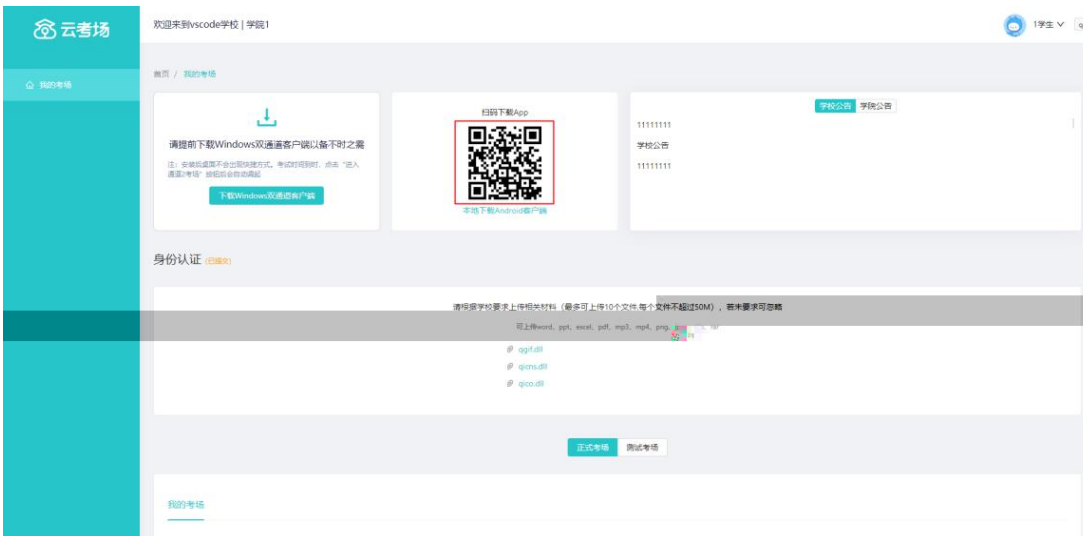 云考场
欢迎来到vscode学校 | 学院1
1学生
我的考场
首页 / 我的考场
请提前下载Windows双通道客户端以备不时之需
注：安装后桌面不会出现快捷方式。考试时间到时，点击“进入
通道2考场”按钮后会自动调起
下载Windows双通道客户端
扫码下载App
本地下载Android客户端
学校公告 学院公告
11111111
学校公告
11111111
身份认证 (已提交)
请根据学校要求上传相关材料（最多可上传10个文件,每个文件不超过50M），若未要求可忽略
可上传word、ppt、excel、pdf、mp3、mp4、png、
qgif.dll
qicns.dll
qico.dll
正式考场 测试考场
我的考场